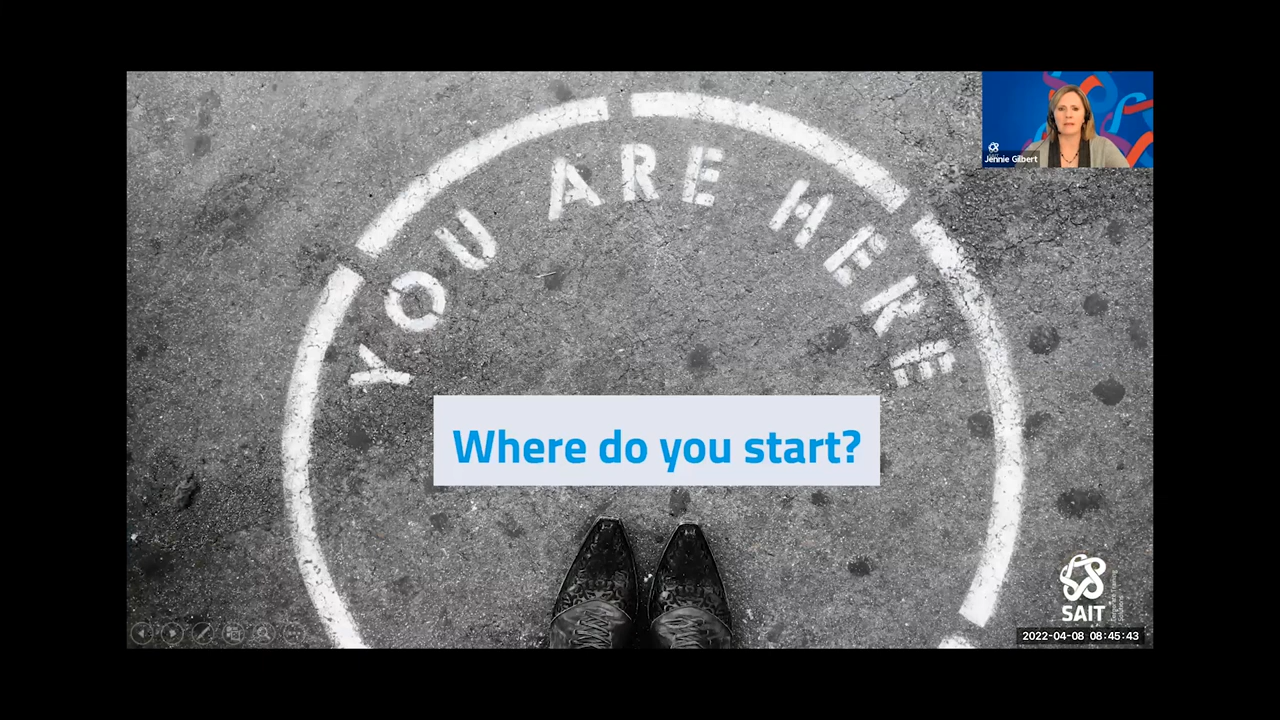 YOU ARE HERE
Jennie Gilbert
Where do you start?
SAIT
2022-04-08 08:45:43